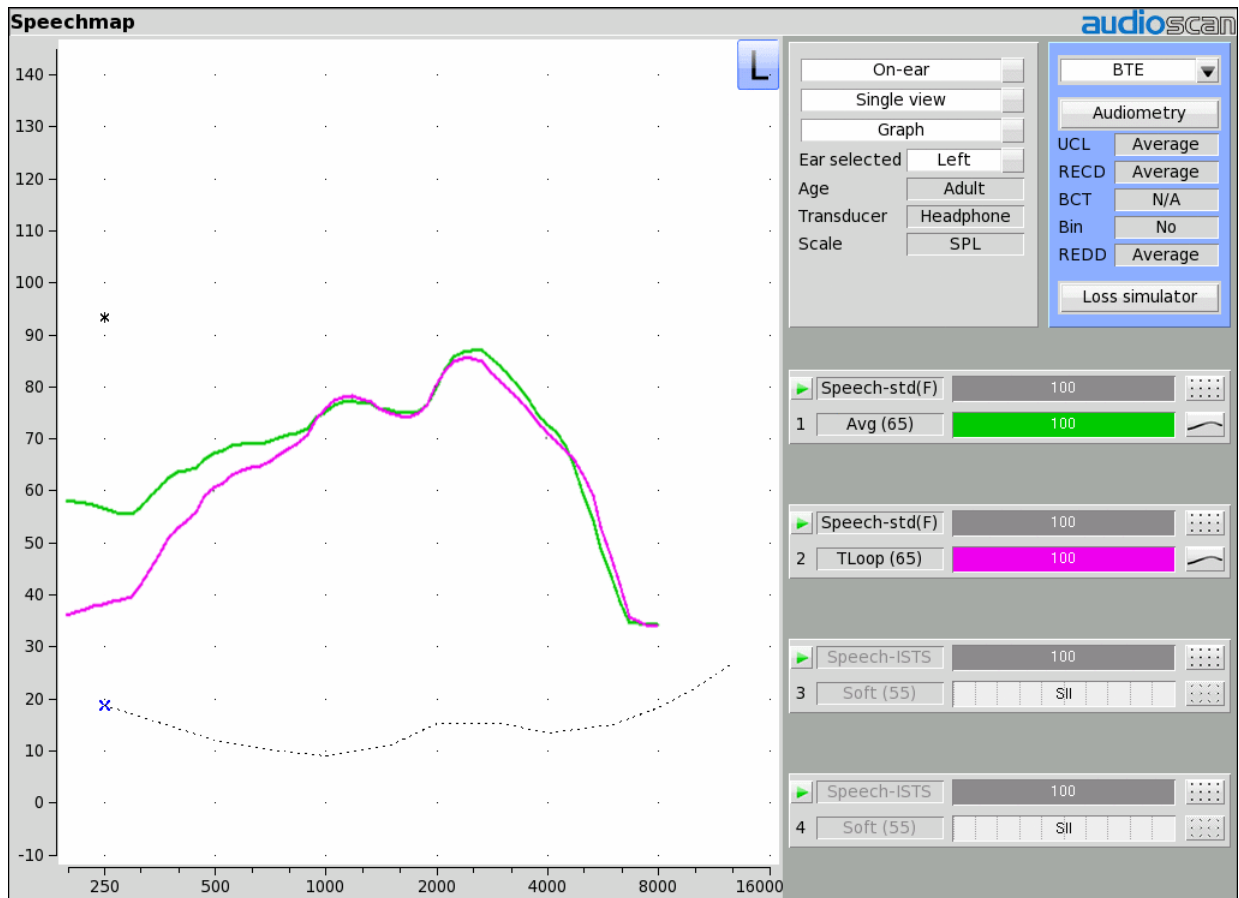 Speechmap
audioscan
L
140
130
120
110
100
90
80
70
60
50
40
30
20
10
0
-10
250 500 1000 2000 4000 8000 16000
On-ear
Single view
Graph
Ear selected Left
Age Adult
Transducer Headphone
Scale SPL
BTE
Audiometry
UCL Average
RECD Average
BCT N/A
Bin No
REDD Average
Loss simulator
Speech-std(F) 100
1 Avg (65) 100
Speech-std(F) 100
2 TLoop (65) 100
Speech-ISTS 100
3 Soft (55) SII
Speech-ISTS 100
4 Soft (55) SII